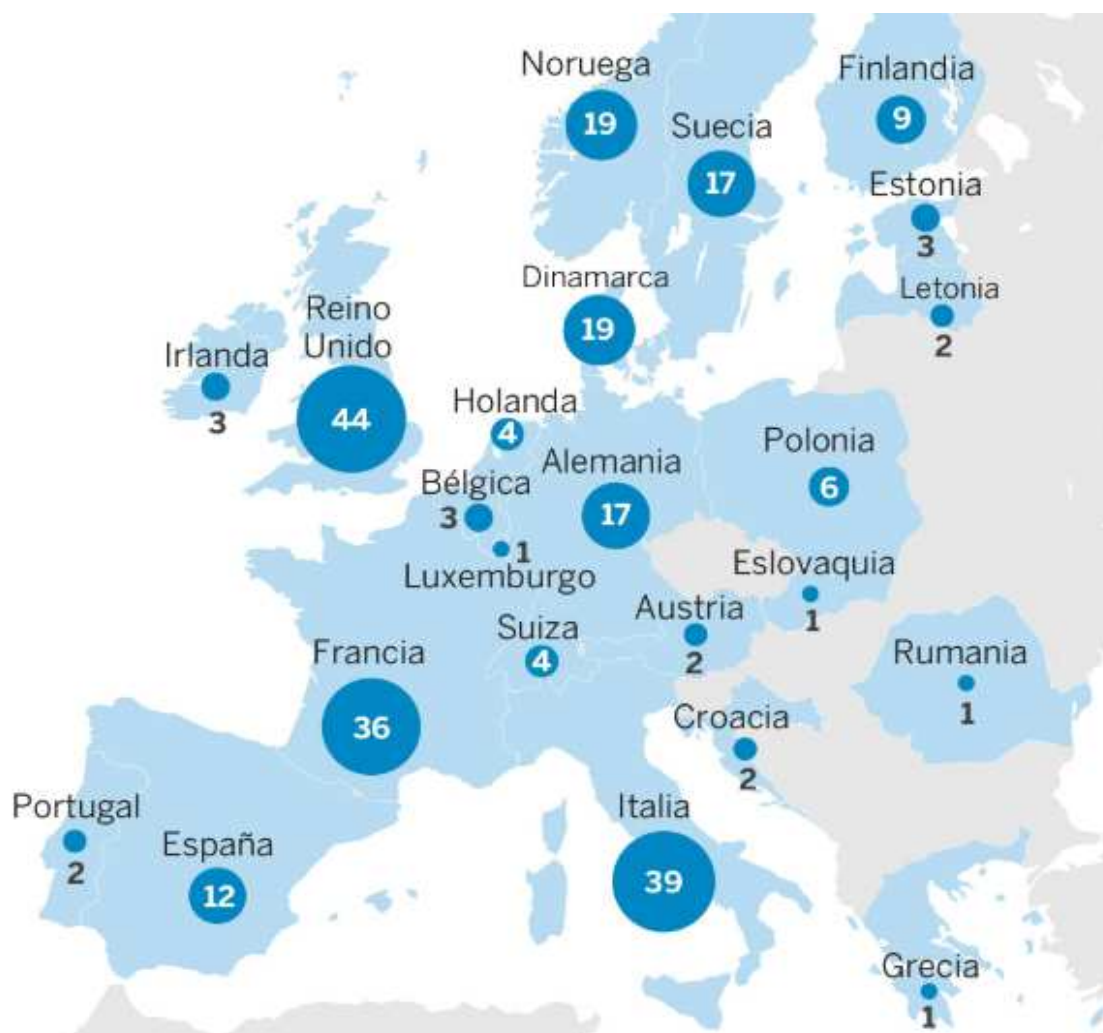 Noruega
19
Finlandia
9
Suecia
17
Estonia
3
Dinamarca
19
Letonia
2
Reino
Unido
44
Irlanda
3
Holanda
4
Alemania
17
Polonia
6
Bélgica
3
1
Luxemburgo
Eslovaquia
1
Austria
2
Suiza
4
Francia
36
Rumania
1
Croacia
2
Portugal
2
España
12
Italia
39
Grecia
1